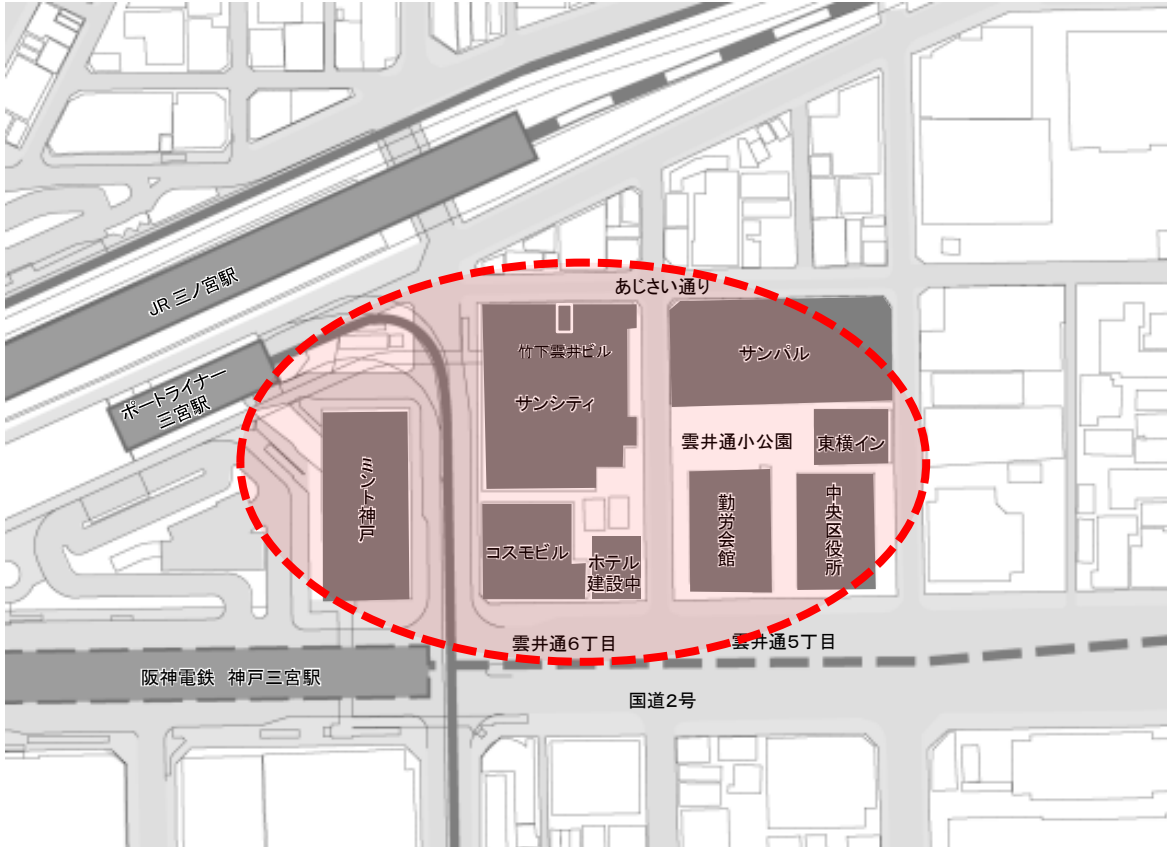 あじさい通り
JR 三ノ宮駅
竹下雲井ビル
サンパル
ポートライナー
三宮駅
サンシティ
雲井通小公園
東横イン
ミント神戸
勤労会館
中央区役所
コスモビル
ホテル
建設中
雲井通6丁目
雲井通5丁目
阪神電鉄 神戸三宮駅
国道2号